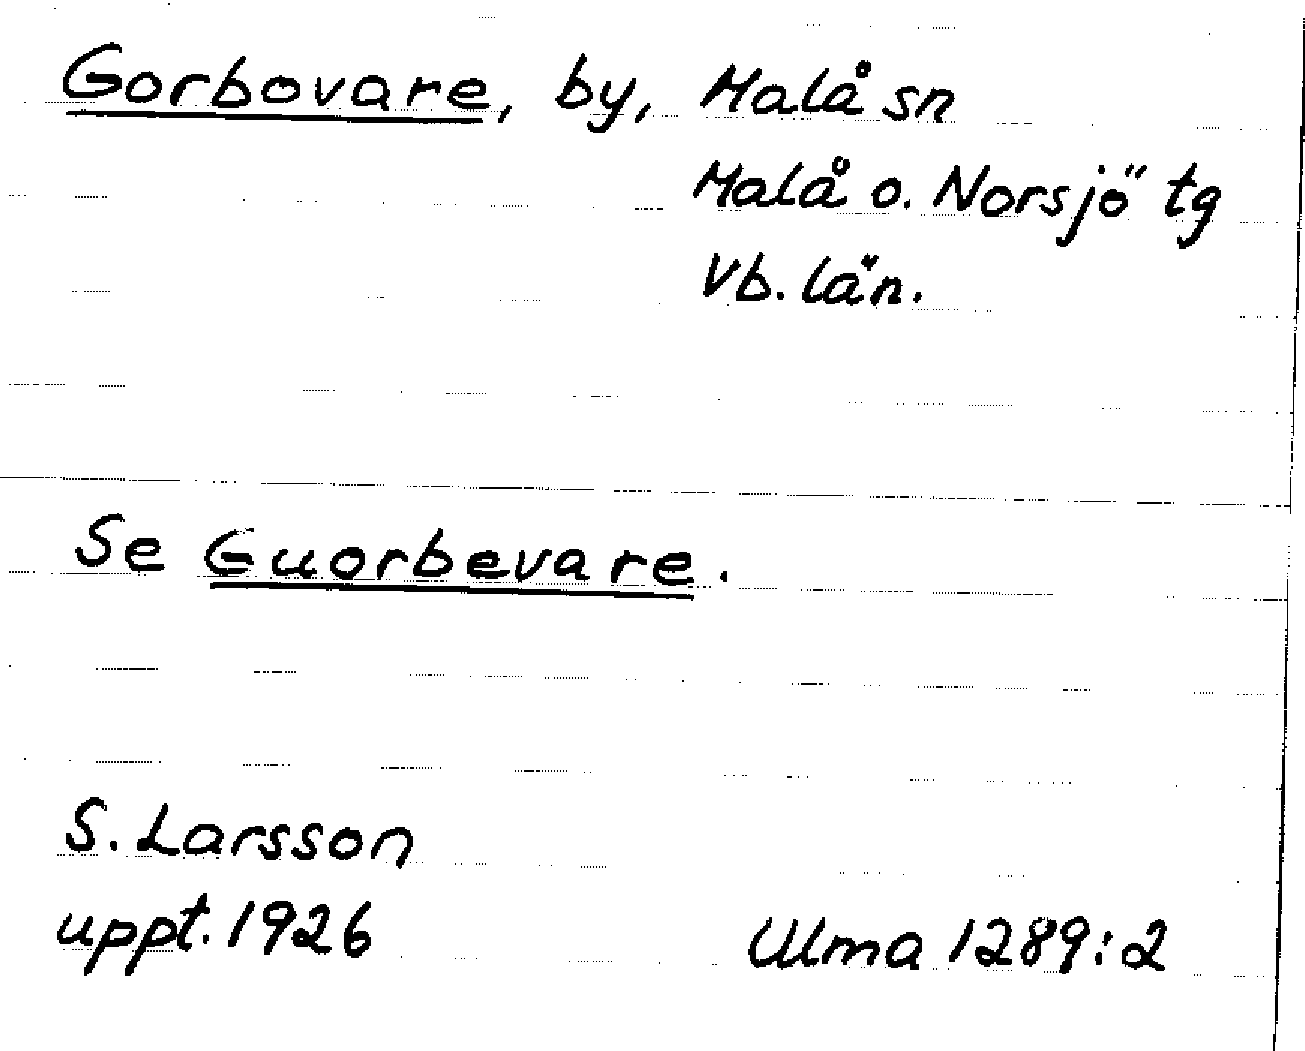 Gorbovare, by, Malå sn
Malå o. Norsjö tg
Vb. län.
Se Guorbevare.
S. Larsson
uppt. 1926
Ulma 1289:2